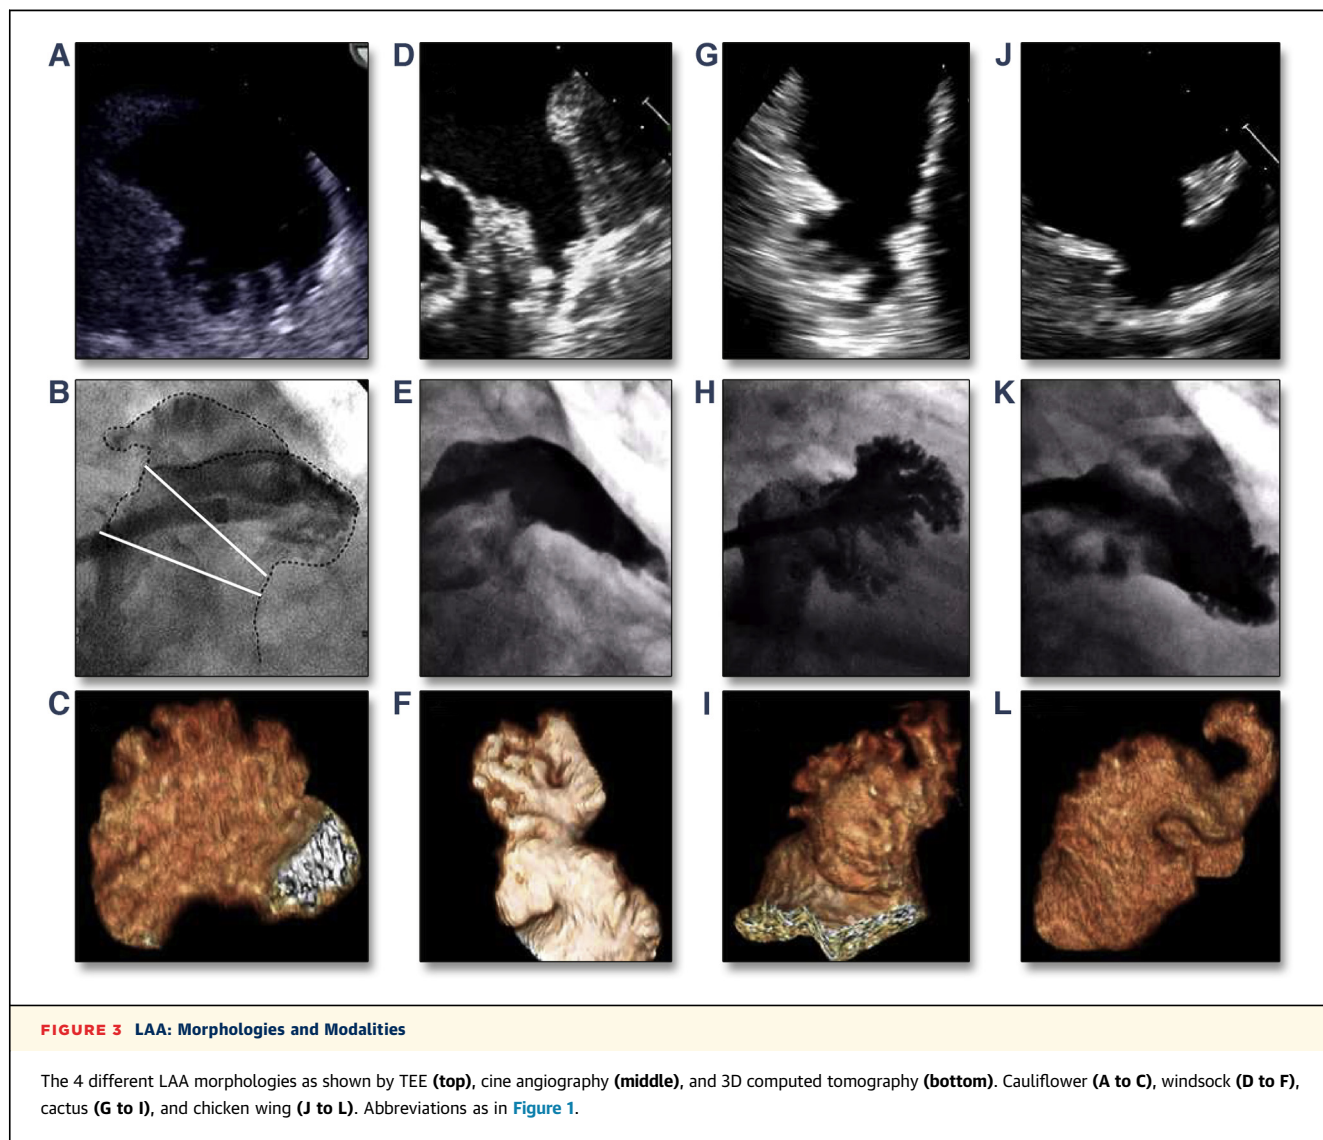 A
D
G
J
B
E
H
K
C
F
I
L
FIGURE 3 LAA: Morphologies and Modalities
The 4 different LAA morphologies as shown by TEE (top), cine angiography (middle), and 3D computed tomography (bottom). Cauliflower (A to C), windsock (D to F),
cactus (G to I), and chicken wing (J to L). Abbreviations as in Figure 1.